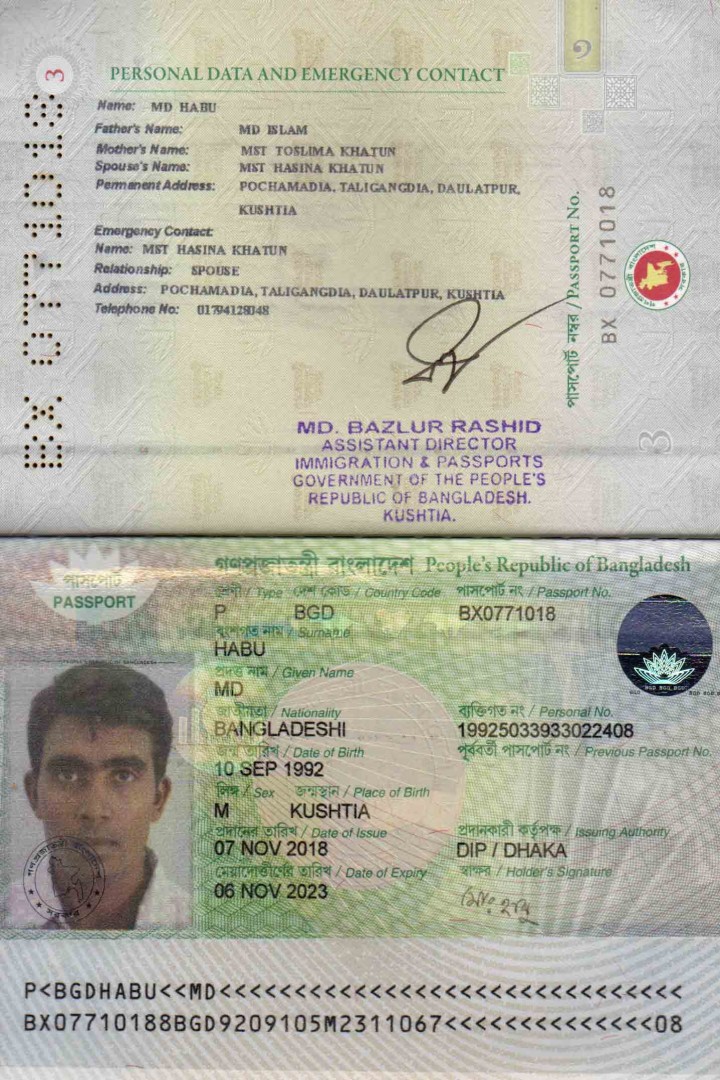 ১
3
PERSONAL DATA AND EMERGENCY CONTACT
Name: MD HABU
Father's Name: MD ISLAM
Mother's Name: MST TOSLIMA KHATUN
Spouse's Name: MST HASINA KHATUN
Permanent Address: POCHAMADIA, TALIGANGDIA, DAULATPUR,
KUSHTIA
Emergency Contact:
Name: MST HASINA KHATUN
Relationship: SPOUSE
Address: POCHAMADIA, TALIGANGDIA, DAULATPUR, KUSHTIA
Telephone No: 01794128048
BX 0771018
পাসপোর্ট নম্বর / PASSPORT No.
BX 0771018
3
MD. BAZLUR RASHID
ASSISTANT DIRECTOR
IMMIGRATION & PASSPORTS
GOVERNMENT OF THE PEOPLE'S
REPUBLIC OF BANGLADESH.
KUSHTIA.
গণপ্রজাতন্ত্রী বাংলাদেশ People's Republic of Bangladesh
পাসপোর্ট
PASSPORT
শ্রেণী / Type দেশ কোড / Country Code পাসপোর্ট নং / Passport No.
P BGD BX0771018
বংশগত নাম / Surname
HABU
প্রদত্ত নাম / Given Name
MD
জাতীয়তা / Nationality ব্যক্তিগত নং / Personal No.
BANGLADESHI 19925033933022408
জন্ম তারিখ / Date of Birth পূর্ববর্তী পাসপোর্ট নং / Previous Passport No.
10 SEP 1992
লিঙ্গ / Sex জন্মস্থান / Place of Birth
M KUSHTIA
প্রদানের তারিখ / Date of Issue প্রদানকারী কর্তৃপক্ষ / Issuing Authority
07 NOV 2018 DIP / DHAKA
মেয়াদোত্তীর্ণের তারিখ / Date of Expiry স্বাক্ষর / Holder's Signature
06 NOV 2023 মোঃ হাবু
P<BGDHABU<<MD<<<<<<<<<<<<<<<<<<<<<<<<<<<<<<<
BX07710188BGD9209105M2311067<<<<<<<<<<<<<<08